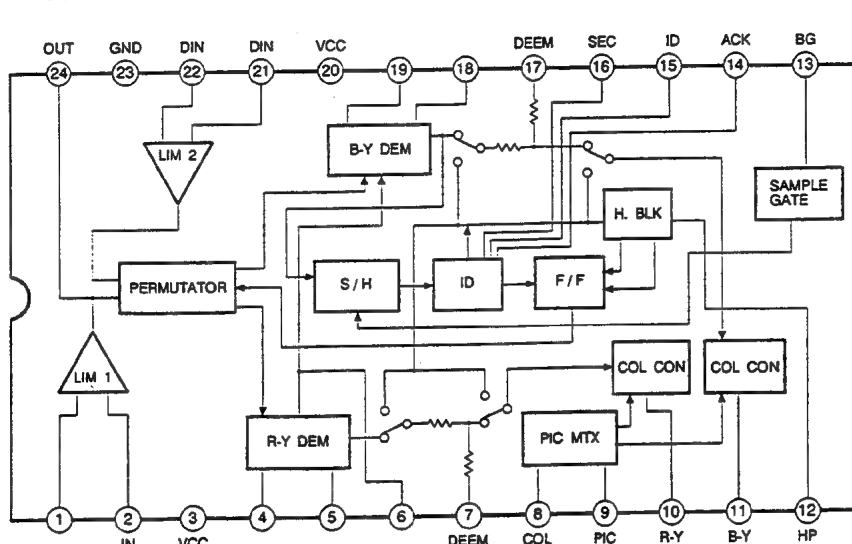 OUT GND DIN DIN VCC DEEM SEC ID ACK BG
24 23 22 21 20 19 18 17 16 15 14 13
LIM 2
B-Y DEM
SAMPLE
GATE
H. BLK
PERMUTATOR
S/H
ID
F/F
LIM 1
COL CON
COL CON
R-Y DEM
PIC MTX
1 2 3 4 5 6 7 8 9 10 11 12
IN VCC DEEM COL PIC R-Y B-Y HP